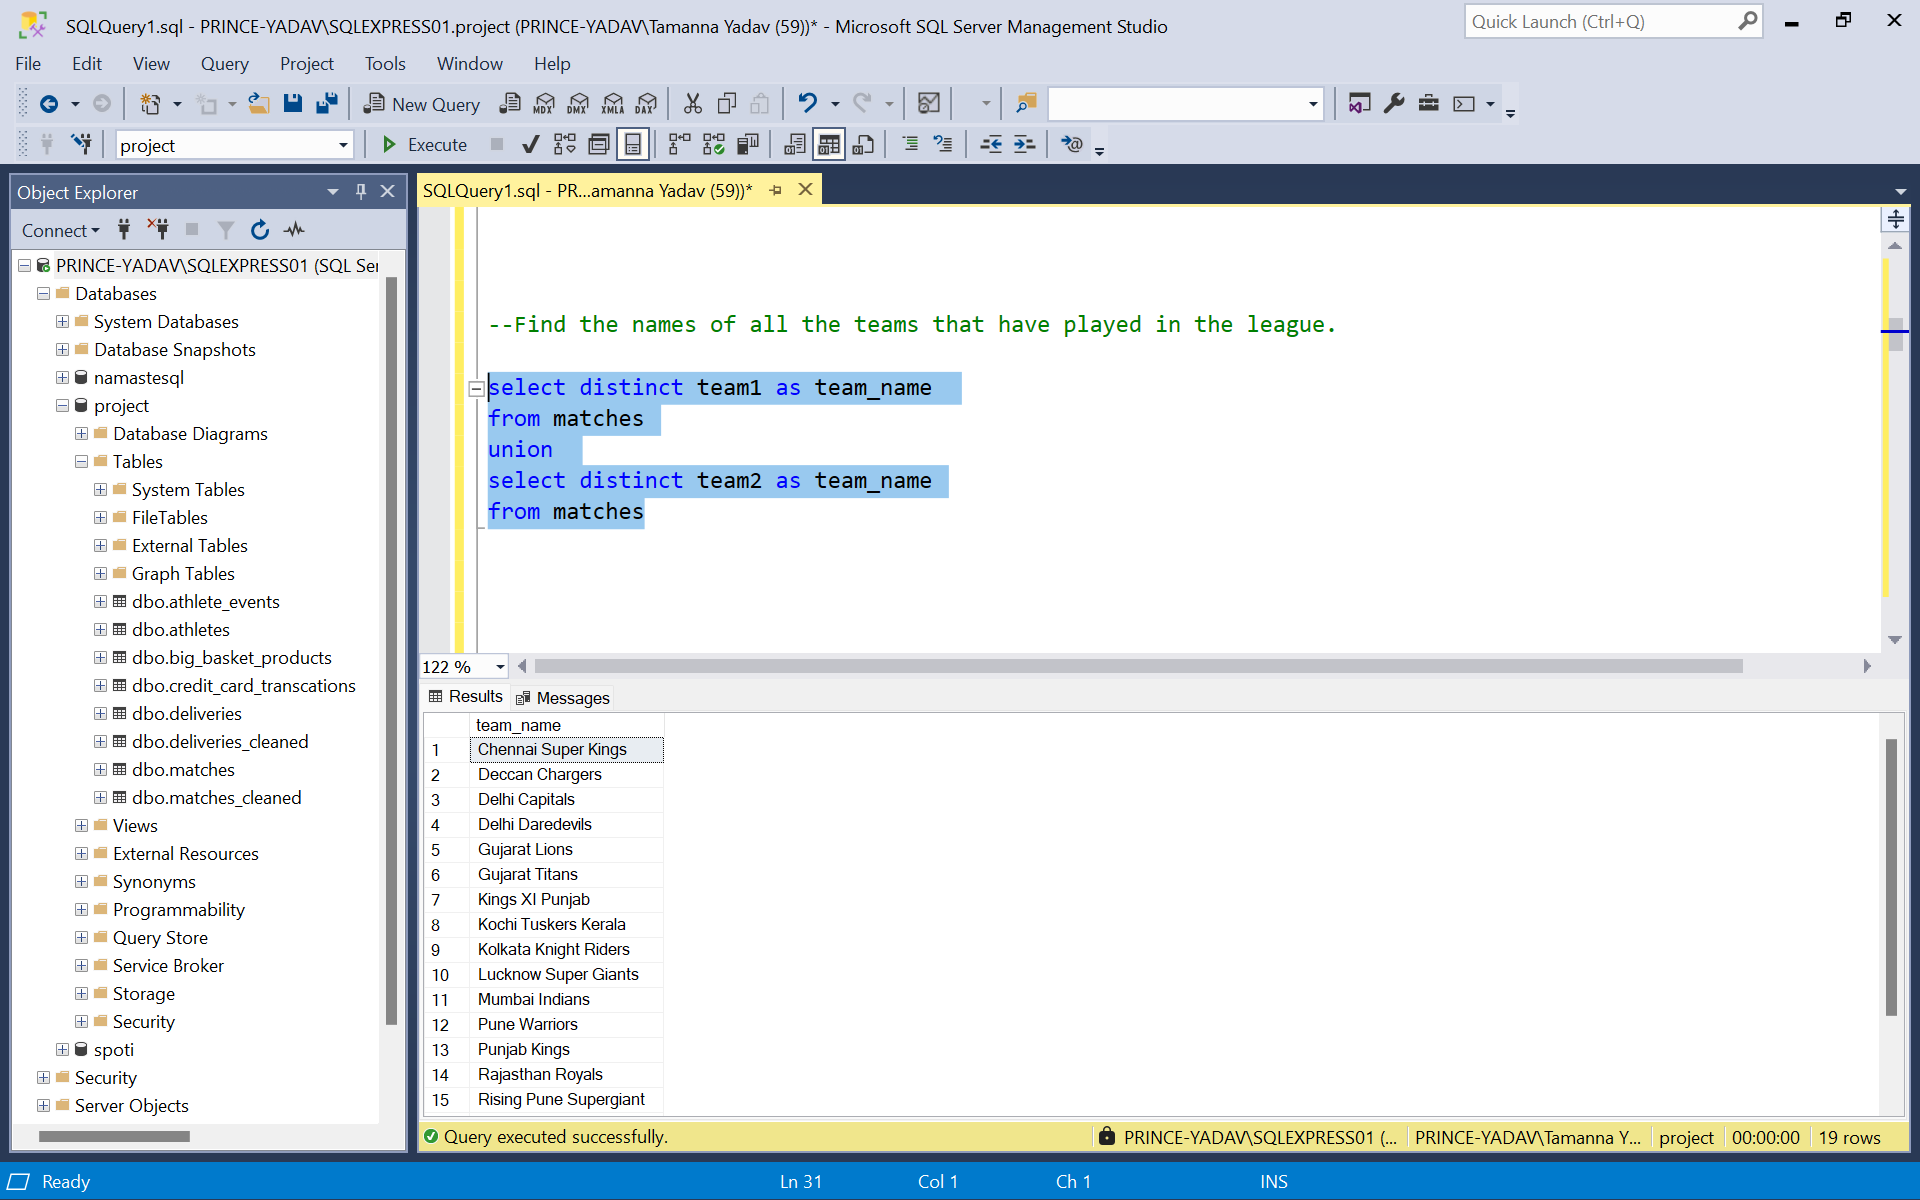 SQLQuery1.sql - PRINCE-YADAV\SQLEXPRESS01.project (PRINCE-YADAV\Tamanna Yadav (59))* - Microsoft SQL Server Management Studio
Quick Launch (Ctrl+Q)
File Edit View Query Project Tools Window Help
New Query MDX DMX XMLA DAX
project Execute
Object Explorer
Connect
PRINCE-YADAV\SQLEXPRESS01 (SQL Ser
Databases
System Databases
Database Snapshots
namastesql
project
Database Diagrams
Tables
System Tables
FileTables
External Tables
Graph Tables
dbo.athlete_events
dbo.athletes
dbo.big_basket_products
dbo.credit_card_transcations
dbo.deliveries
dbo.deliveries_cleaned
dbo.matches
dbo.matches_cleaned
Views
External Resources
Synonyms
Programmability
Query Store
Service Broker
Storage
Security
spoti
Security
Server Objects
SQLQuery1.sql - PR...amanna Yadav (59))*
--Find the names of all the teams that have played in the league.
select distinct team1 as team_name
from matches
union
select distinct team2 as team_name
from matches
122 %
Results Messages
team_name
1 Chennai Super Kings
2 Deccan Chargers
3 Delhi Capitals
4 Delhi Daredevils
5 Gujarat Lions
6 Gujarat Titans
7 Kings XI Punjab
8 Kochi Tuskers Kerala
9 Kolkata Knight Riders
10 Lucknow Super Giants
11 Mumbai Indians
12 Pune Warriors
13 Punjab Kings
14 Rajasthan Royals
15 Rising Pune Supergiant
Query executed successfully. PRINCE-YADAV\SQLEXPRESS01 (... PRINCE-YADAV\Tamanna Y... project 00:00:00 19 rows
Ready Ln 31 Col 1 Ch 1 INS